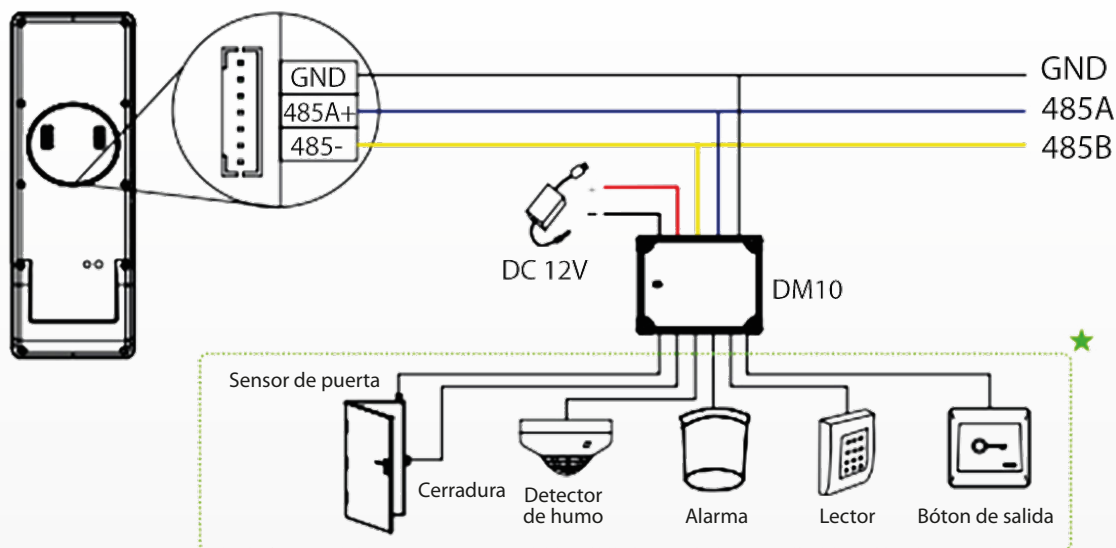 GND
485A+
485-
GND
485A
485B
+
-
DC 12V
DM10
Sensor de puerta
Cerradura
Detector
de humo
Alarma
Lector
Bóton de salida